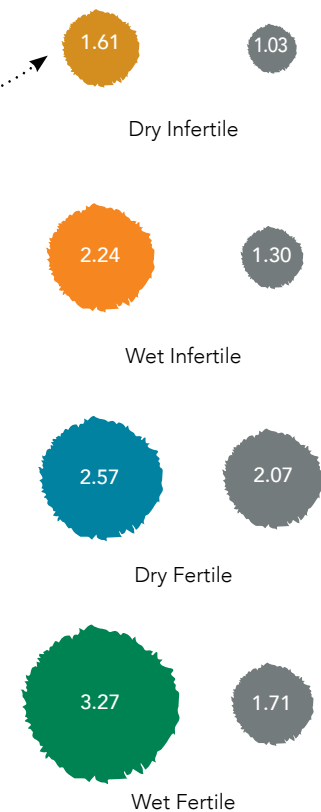 1.61 1.03
Dry Infertile
2.24 1.30
Wet Infertile
2.57 2.07
Dry Fertile
3.27 1.71
Wet Fertile